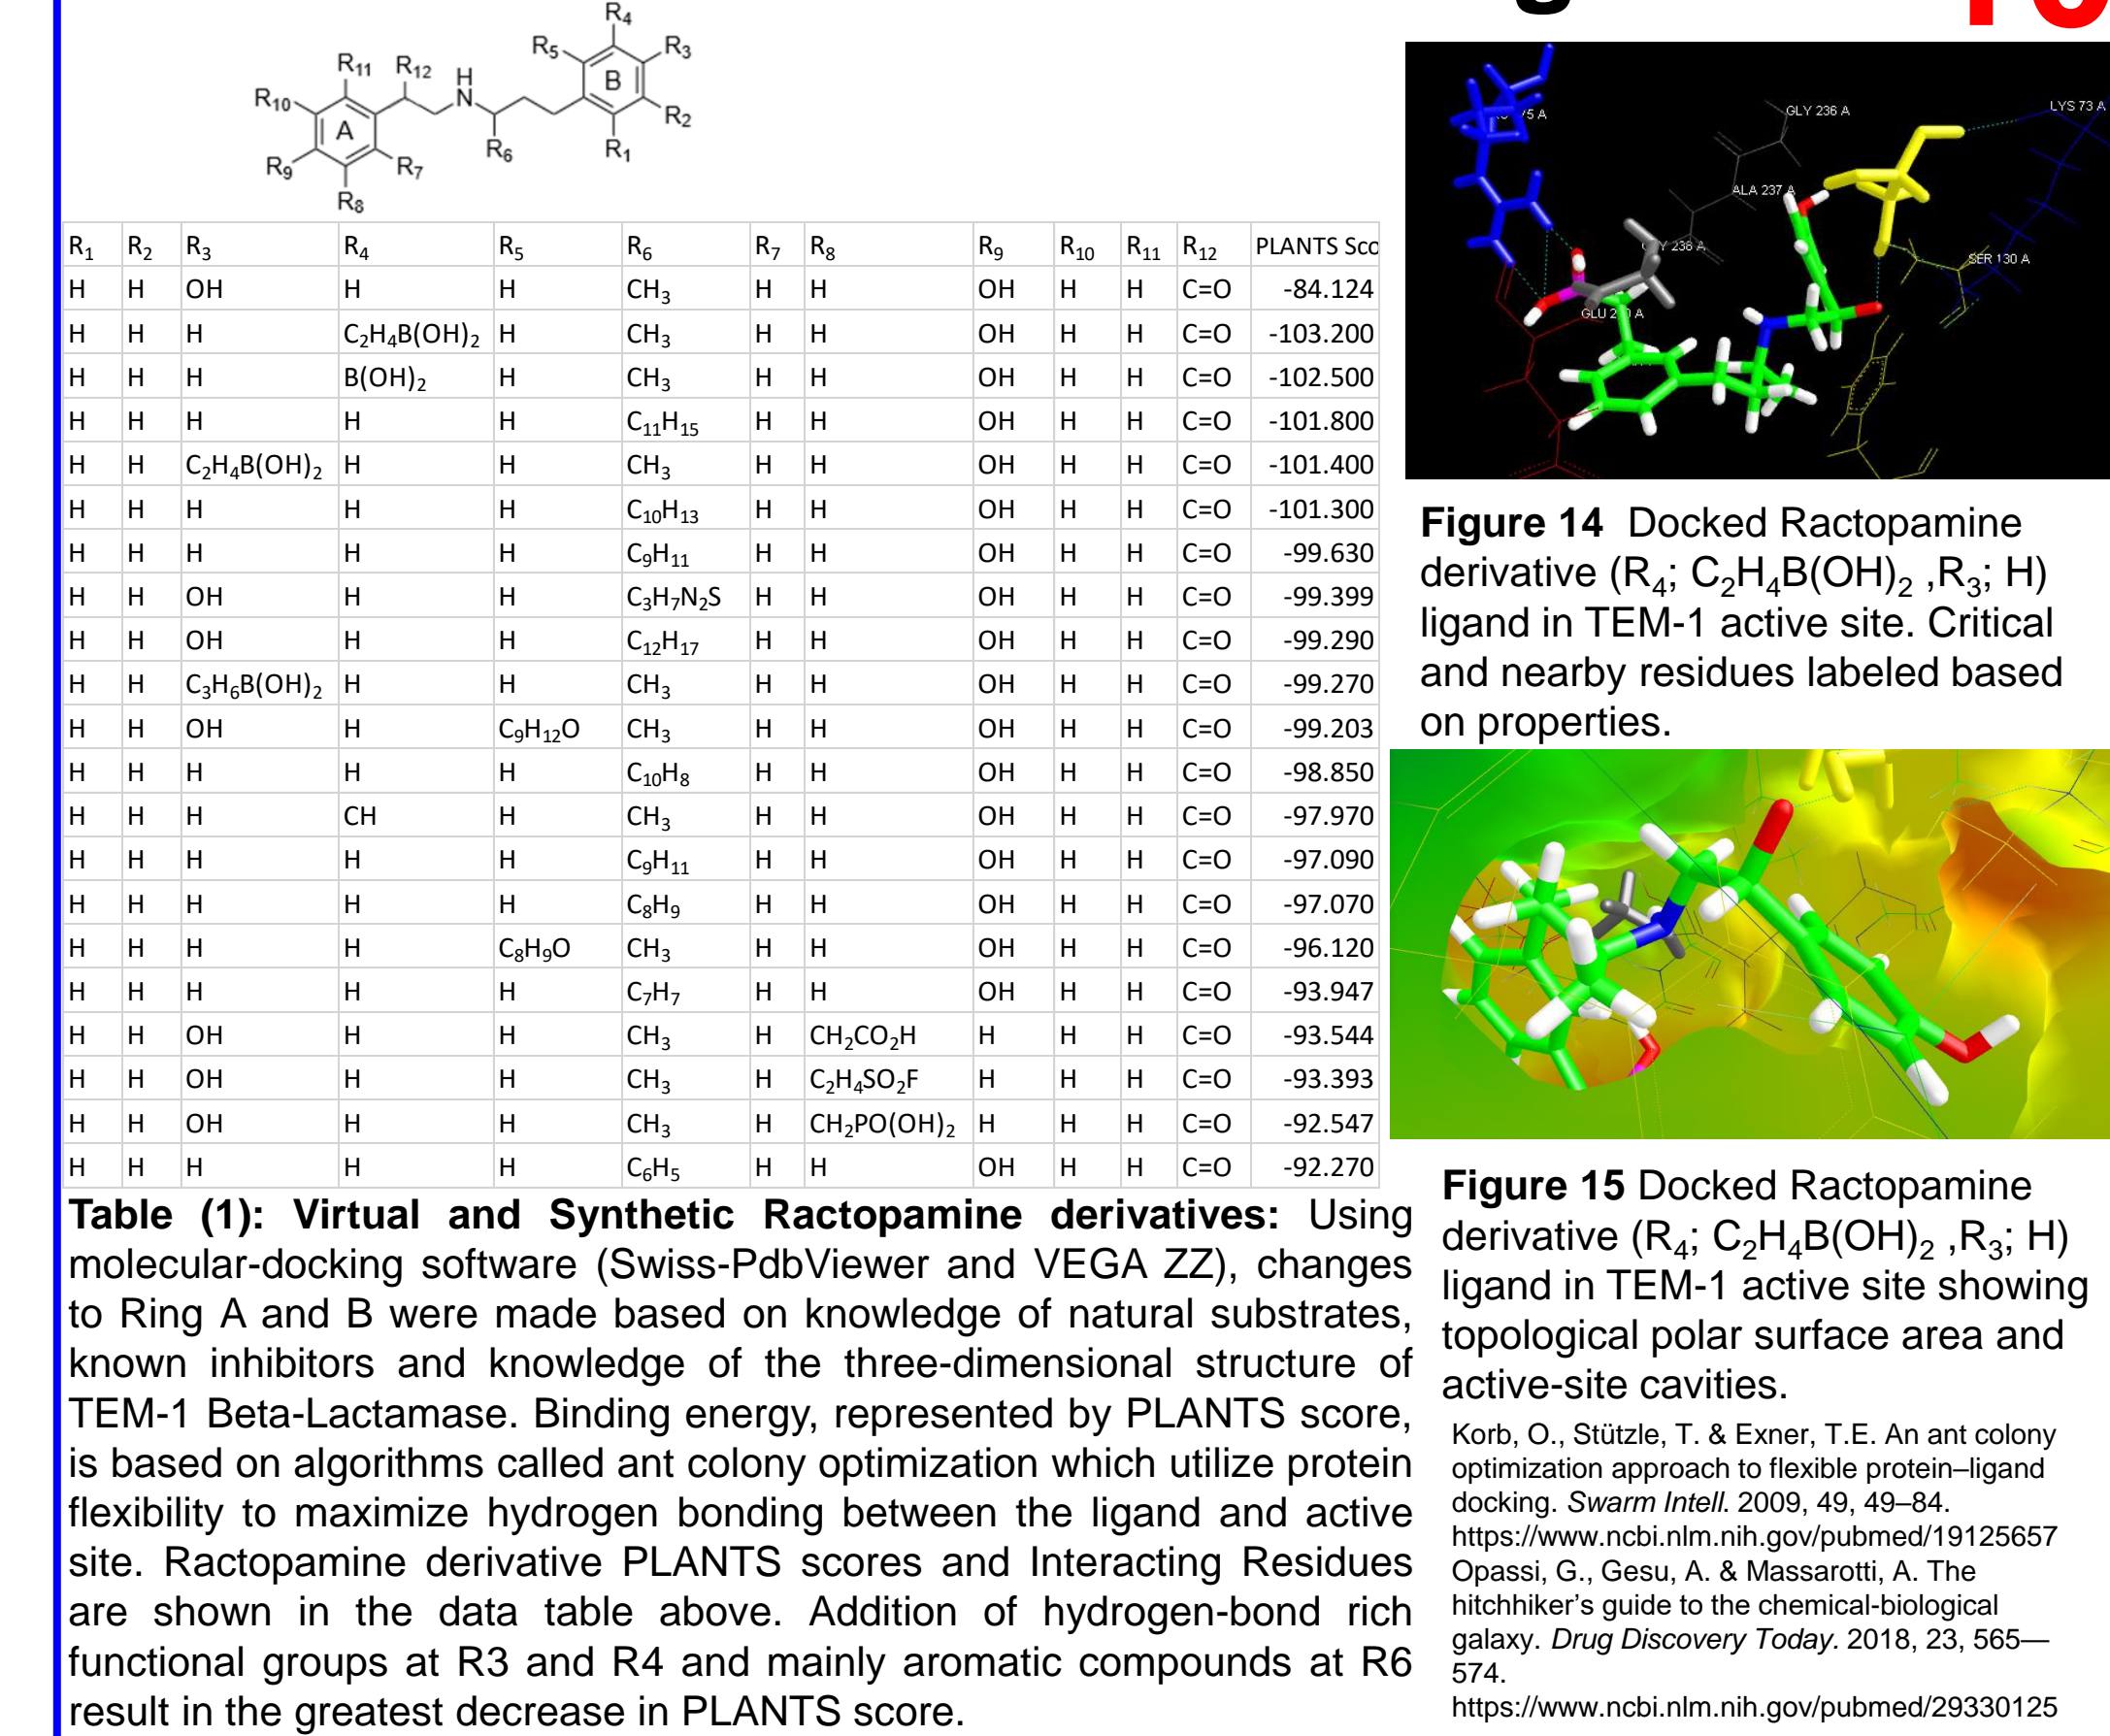 g
R4
R5
R3
R11
R12
H
N
B
R10
A
R2
R9
R7
R6
R1
R8
R1 R2 R3 R4 R5 R6 R7 R8 R9 R10 R11 R12 PLANTS Sco
H H OH H H CH3 H H OH H H C=O -84.124
H H H C2H4B(OH)2 H CH3 H H OH H H C=O -103.200
H H H B(OH)2 H CH3 H H OH H H C=O -102.500
H H H H H C11H15 H H OH H H C=O -101.800
H H C2H4B(OH)2 H H CH3 H H OH H H C=O -101.400
H H H H H C10H13 H H OH H H C=O -101.300
H H H H H C9H11 H H OH H H C=O -99.630
H H OH H H C3H7N2S H H OH H H C=O -99.399
H H OH H H C12H17 H H OH H H C=O -99.290
H H C3H6B(OH)2 H H CH3 H H OH H H C=O -99.270
H H OH H C9H12O CH3 H H OH H H C=O -99.203
H H H H H C10H8 H H OH H H C=O -98.850
H H H CH H CH3 H H OH H H C=O -97.970
H H H H H C9H11 H H OH H H C=O -97.090
H H H H H C8H9 H H OH H H C=O -97.070
H H OH H C8H9O CH3 H H OH H H C=O -96.120
H H H H H C7H7 H H OH H H C=O -93.947
H H OH H H CH3 H CH2CO2H H H H C=O -93.544
H H OH H H CH3 H C2H4SO2F H H H C=O -93.393
H H OH H H CH3 H CH2PO(OH)2 H H H C=O -92.547
H H H H H C6H5 H H OH H H C=O -92.270
Table (1): Virtual and Synthetic Ractopamine derivatives: Using
molecular-docking software (Swiss-PdbViewer and VEGA ZZ), changes
to Ring A and B were made based on knowledge of natural substrates,
known inhibitors and knowledge of the three-dimensional structure of
TEM-1 Beta-Lactamase. Binding energy, represented by PLANTS score,
is based on algorithms called ant colony optimization which utilize protein
flexibility to maximize hydrogen bonding between the ligand and active
site. Ractopamine derivative PLANTS scores and Interacting Residues
are shown in the data table above. Addition of hydrogen-bond rich
functional groups at R3 and R4 and mainly aromatic compounds at R6
result in the greatest decrease in PLANTS score.
GLY 236 A
LYS 73 A
ALA 237 A
238 A
SER 130 A
Figure 14 Docked Ractopamine
derivative (R4; C2H4B(OH)2 ,R3; H)
ligand in TEM-1 active site. Critical
and nearby residues labeled based
on properties.
Figure 15 Docked Ractopamine
derivative (R4; C2H4B(OH)2 ,R3; H)
ligand in TEM-1 active site showing
topological polar surface area and
active-site cavities.
Korb, O., Stützle, T. & Exner, T.E. An ant colony
optimization approach to flexible protein–ligand
docking. Swarm Intell. 2009, 49, 49–84.
https://www.ncbi.nlm.nih.gov/pubmed/19125657
Opassi, G., Gesu, A. & Massarotti, A. The
hitchhiker's guide to the chemical-biological
galaxy. Drug Discovery Today. 2018, 23, 565—
574.
https://www.ncbi.nlm.nih.gov/pubmed/29330125